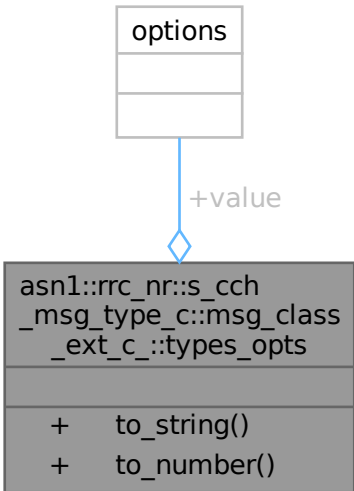 options
+value
asn1::rrc_nr::s_cch
_msg_type_c::msg_class
_ext_c_::types_opts
+ to_string()
+ to_number()